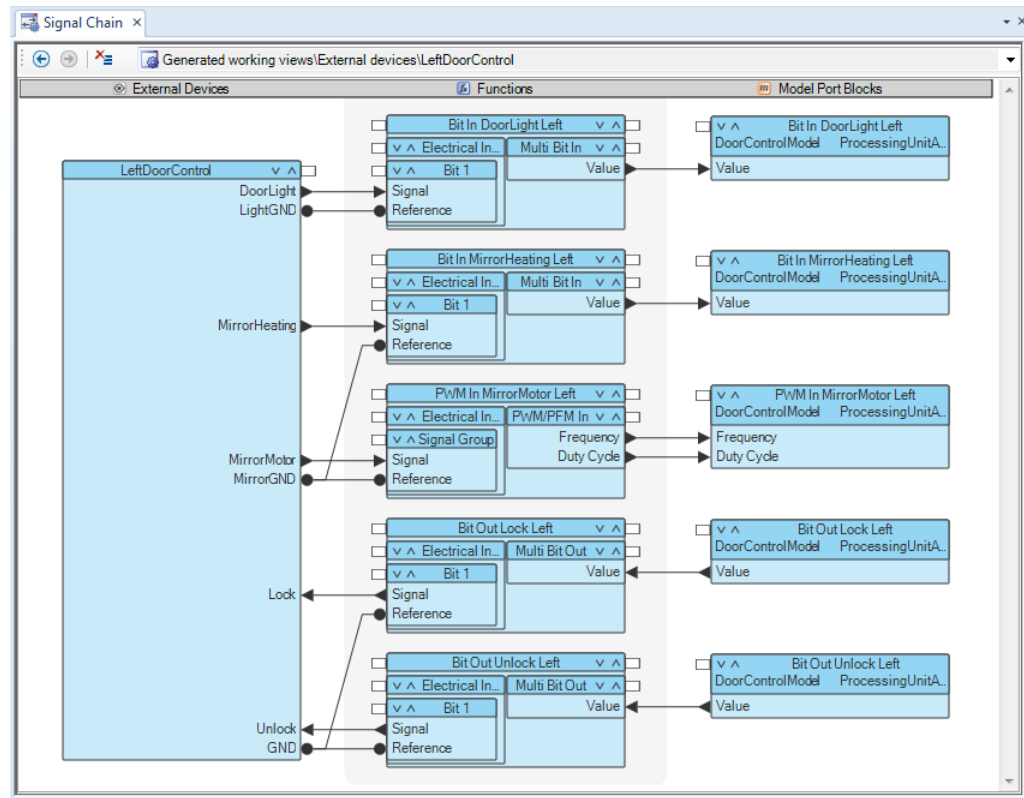 Signal Chain
Generated working views\External devices\LeftDoorControl
External Devices
Functions
Model Port Blocks
LeftDoorControl
DoorLight
LightGND
MirrorHeating
MirrorMotor
MirrorGND
Lock
Unlock
GND
Bit In DoorLight Left
Electrical In... Multi Bit In
Bit 1 Value
Signal
Reference
Bit In MirrorHeating Left
Electrical In... Multi Bit In
Bit 1 Value
Signal
Reference
PWM In MirrorMotor Left
Electrical In... PWM/PFM In
Signal Group Frequency
Signal Duty Cycle
Reference
Bit Out Lock Left
Electrical In... Multi Bit Out
Bit 1 Value
Signal
Reference
Bit Out Unlock Left
Electrical In... Multi Bit Out
Bit 1 Value
Signal
Reference
Bit In DoorLight Left
DoorControlModel ProcessingUnitA..
Value
Bit In MirrorHeating Left
DoorControlModel ProcessingUnitA..
Value
PWM In MirrorMotor Left
DoorControlModel ProcessingUnitA..
Frequency
Duty Cycle
Bit Out Lock Left
DoorControlModel ProcessingUnitA..
Value
Bit Out Unlock Left
DoorControlModel ProcessingUnitA..
Value